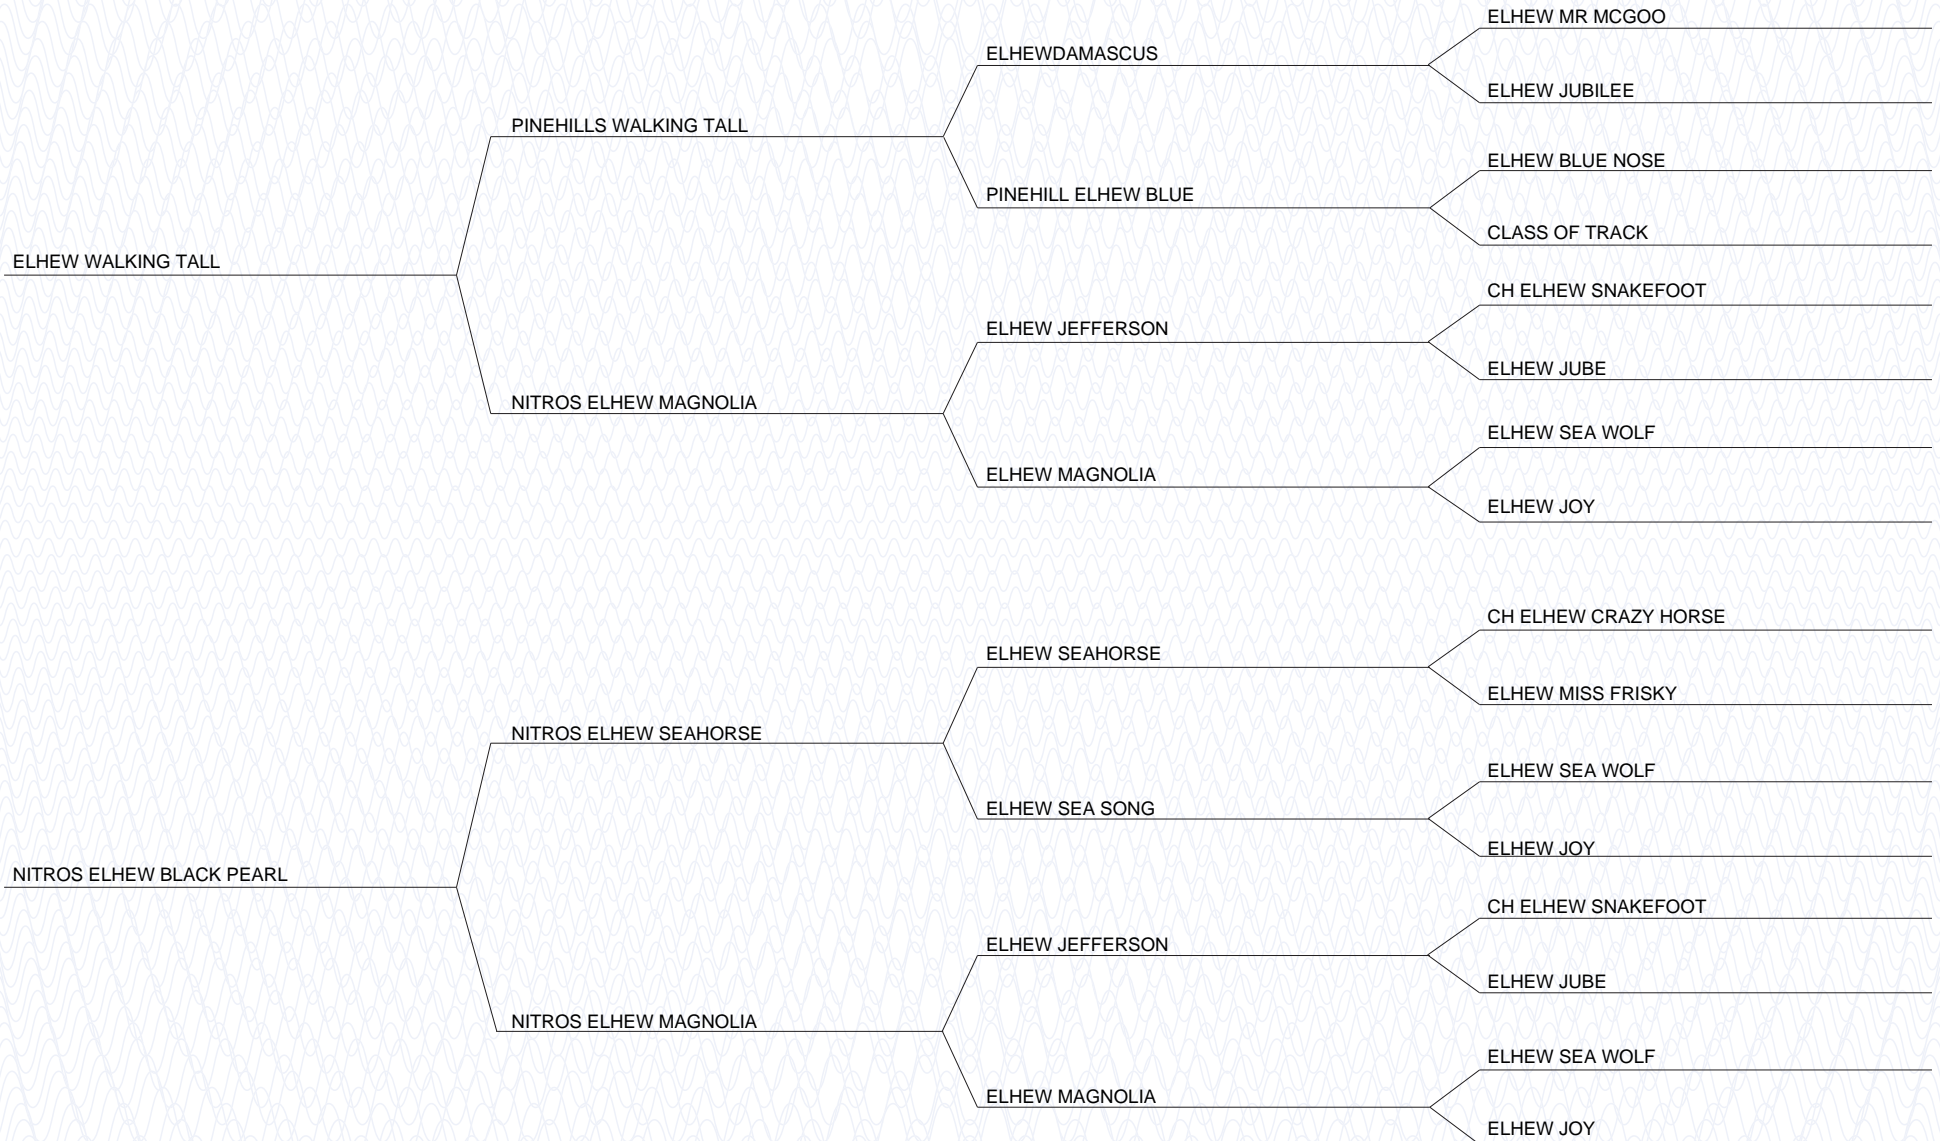 ELHEW MR MCGOO
ELHEWDAMASCUS
ELHEW JUBILEE
PINEHILLS WALKING TALL
ELHEW BLUE NOSE
PINEHILL ELHEW BLUE
CLASS OF TRACK
ELHEW WALKING TALL
CH ELHEW SNAKEFOOT
ELHEW JEFFERSON
ELHEW JUBE
NITROS ELHEW MAGNOLIA
ELHEW SEA WOLF
ELHEW MAGNOLIA
ELHEW JOY
CH ELHEW CRAZY HORSE
ELHEW SEAHORSE
ELHEW MISS FRISKY
NITROS ELHEW SEAHORSE
ELHEW SEA WOLF
ELHEW SEA SONG
ELHEW JOY
NITROS ELHEW BLACK PEARL
CH ELHEW SNAKEFOOT
ELHEW JEFFERSON
ELHEW JUBE
NITROS ELHEW MAGNOLIA
ELHEW SEA WOLF
ELHEW MAGNOLIA
ELHEW JOY